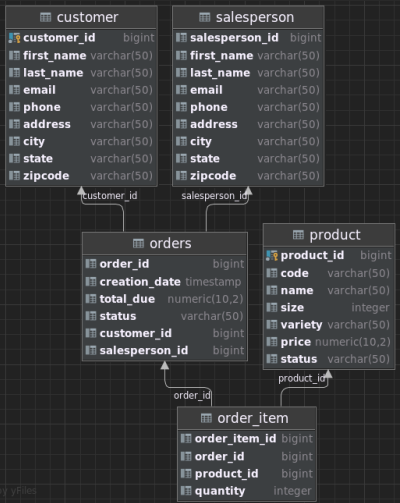 customer
customer_id bigint
first_name varchar(50)
last_name varchar(50)
email varchar(50)
phone varchar(50)
address varchar(50)
city varchar(50)
state varchar(50)
zipcode varchar(50)
salesperson
salesperson_id bigint
first_name varchar(50)
last_name varchar(50)
email varchar(50)
phone varchar(50)
address varchar(50)
city varchar(50)
state varchar(50)
zipcode varchar(50)
customer_id
salesperson_id
orders
order_id bigint
creation_date timestamp
total_due numeric(10,2)
status varchar(50)
customer_id bigint
salesperson_id bigint
product
product_id bigint
code varchar(50)
name varchar(50)
size integer
variety varchar(50)
price numeric(10,2)
status varchar(50)
order_id
product_id
order_item
order_item_id bigint
order_id bigint
product_id bigint
quantity integer
y yFiles